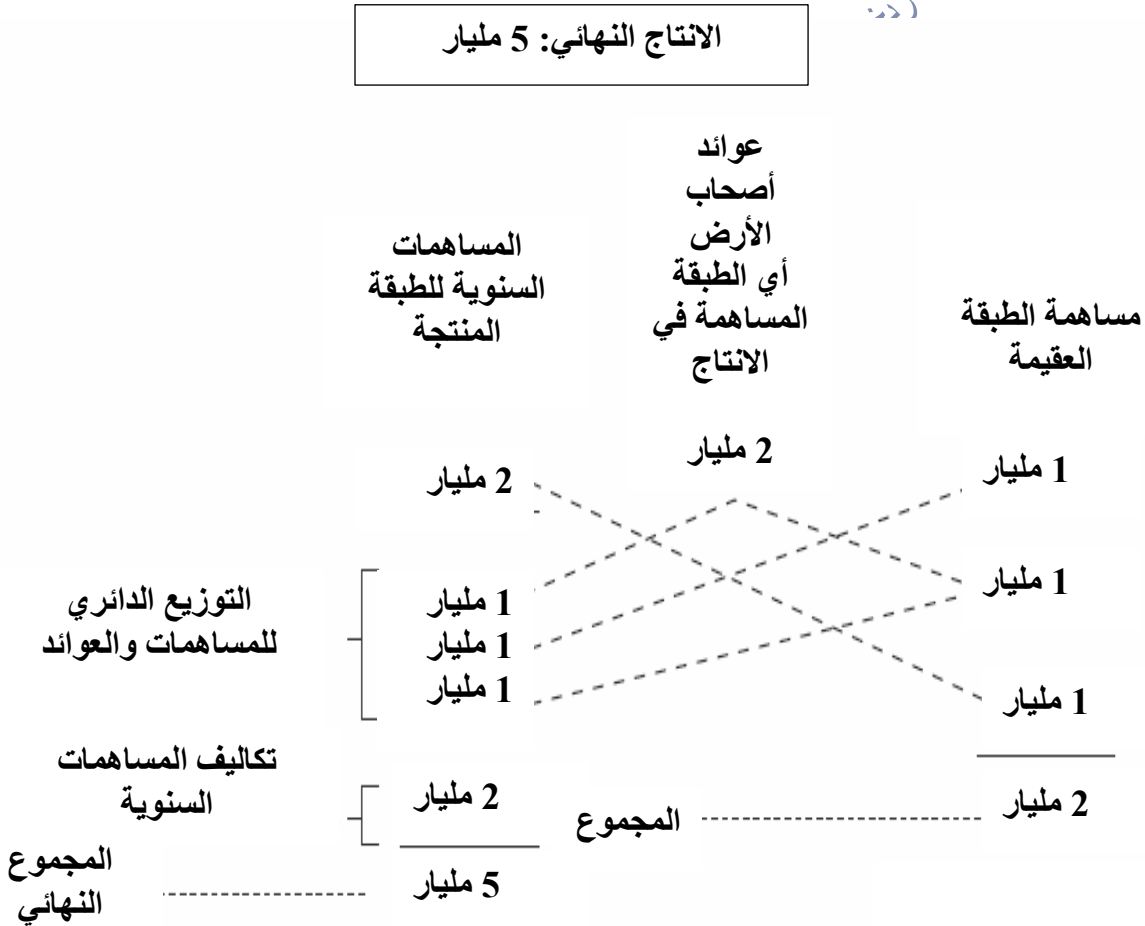 الانتاج النهائي: 5 مليار
عوائد
أصحاب
الأرض
أي الطبقة
المساهمة في
الانتاج
المساهمات
السنوية للطبقة
المنتجة
مساهمة الطبقة
العقيمة
1 مليار
2 مليار
2 مليار
1 مليار
1 مليار
1 مليار
1 مليار
التوزيع الدائري
للمساهمات والعوائد
1 مليار
2 مليار
المجموع
2 مليار
تكاليف المساهمات
السنوية
5 مليار
المجموع
النهائي